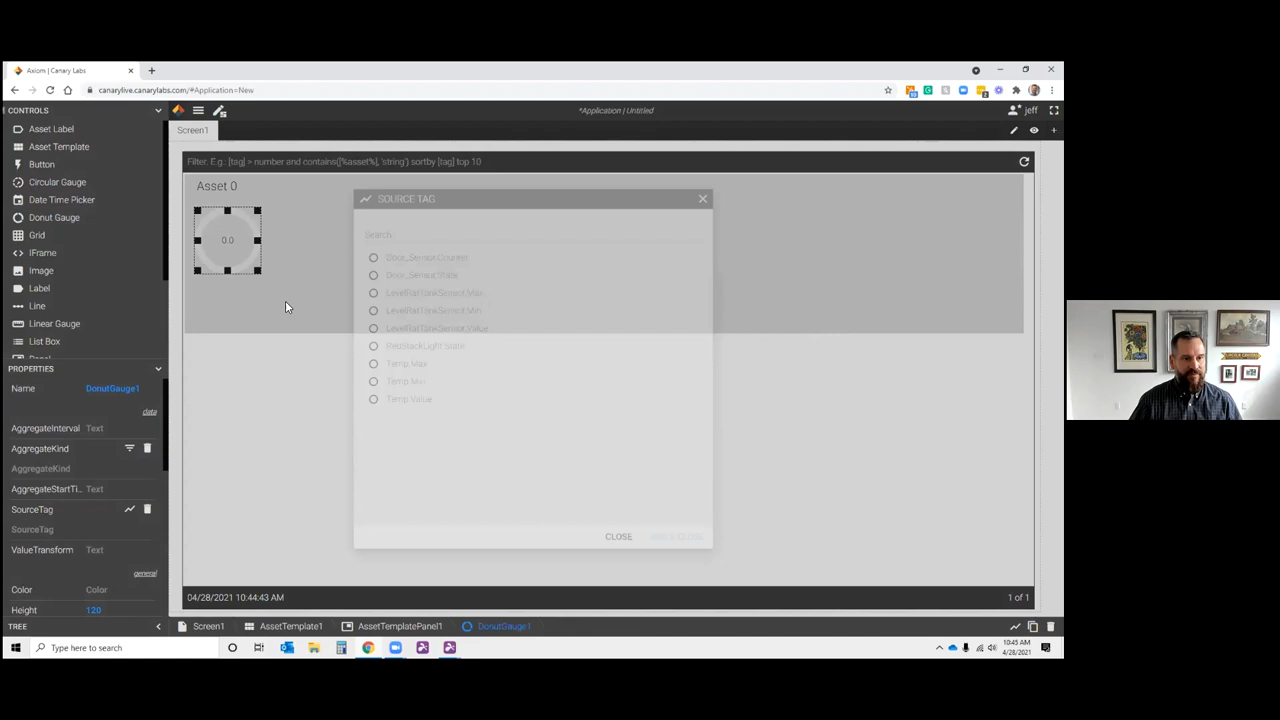 Axiom | Canary Labs
canarylive.canarylabs.com/#Application=New
CONTROLS
*Application | Untitled
jeff
Screen1
Asset Label
Asset Template
Button
Circular Gauge
Date Time Picker
Donut Gauge
Grid
IFrame
Image
Label
Line
Linear Gauge
List Box
Filter. E.g.: [tag] > number and contains([%asset%], 'string') sortby [tag] top 10
Asset 0
0.0
SOURCE TAG
Search
Door_Sensor.Counter
Door_Sensor.State
LevelRatTankSensor.Max
LevelRatTankSensor.Min
LevelRatTankSensor.Value
RedStackLight.State
Temp.Max
Temp.Min
Temp.Value
CLOSE
PROPERTIES
Name DonutGauge1
data
AggregateInterval Text
AggregateKind
AggregateKind
AggregateStartTi... Text
SourceTag
SourceTag
ValueTransform Text
general
Color Color
Height 120
TREE
04/28/2021 10:44:43 AM
1 of 1
Screen1 AssetTemplate1 AssetTemplatePanel1 DonutGauge1
Type here to search
10:45 AM
4/28/2021